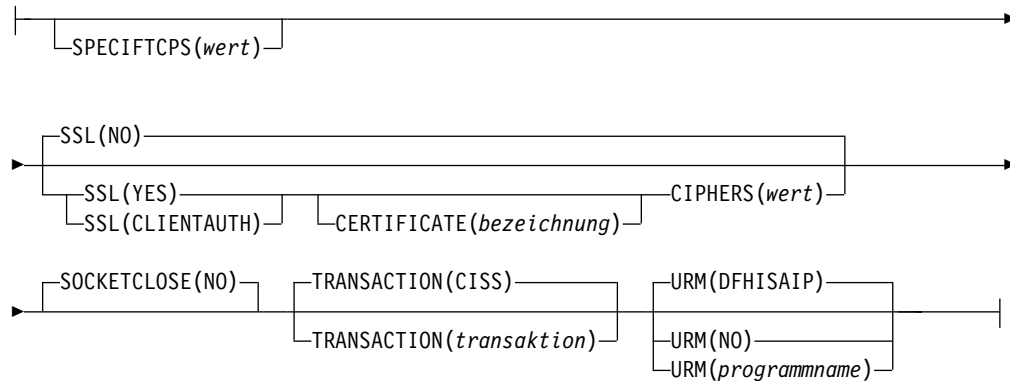 SPECIFTCPS(wert)
SSL(NO)
SSL(YES)
CIPHERS(wert)
SSL(CLIENTAUTH)
CERTIFICATE(bezeichnung)
SOCKETCLOSE(NO)
TRANSACTION(CISS)
URM(DFHISAIP)
TRANSACTION(transaktion)
URM(NO)
URM(programmname)